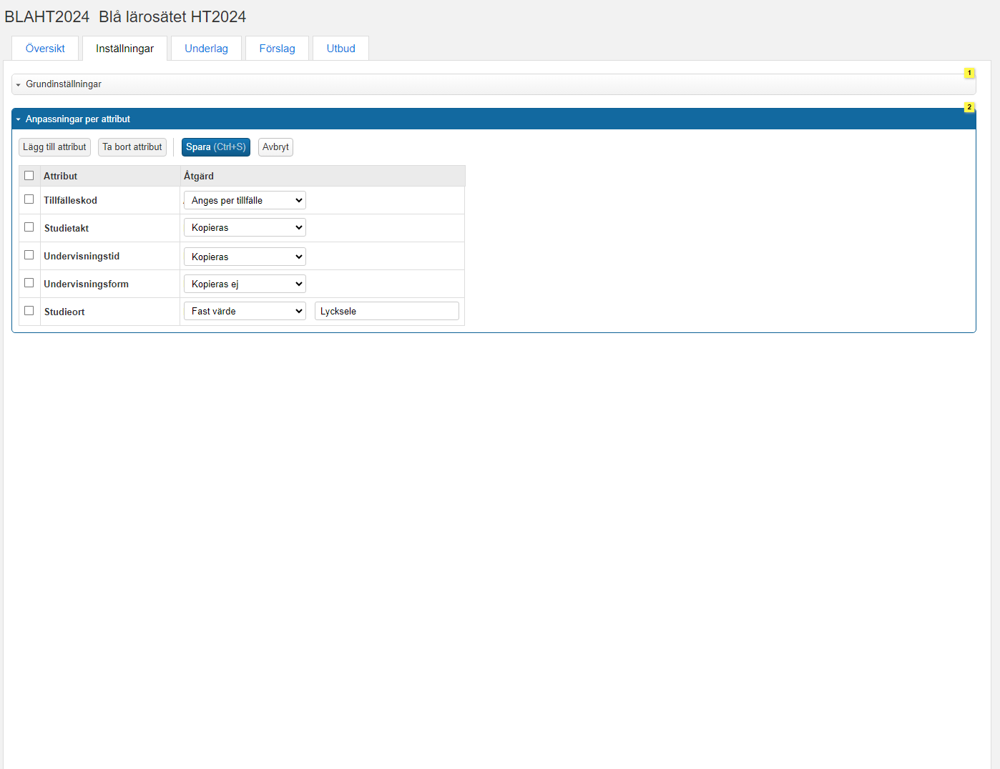 BLAHT2024 Blå lärosätet HT2024
Översikt Inställningar Underlag Förslag Utbud
1
Grundinställningar
2
Anpassningar per attribut
Lägg till attribut Ta bort attribut Spara (Ctrl+S) Avbryt
Attribut Åtgärd
Tillfälleskod Anges per tillfälle
Studietakt Kopieras
Undervisningstid Kopieras
Undervisningsform Kopieras ej
Studieort Fast värde Lycksele